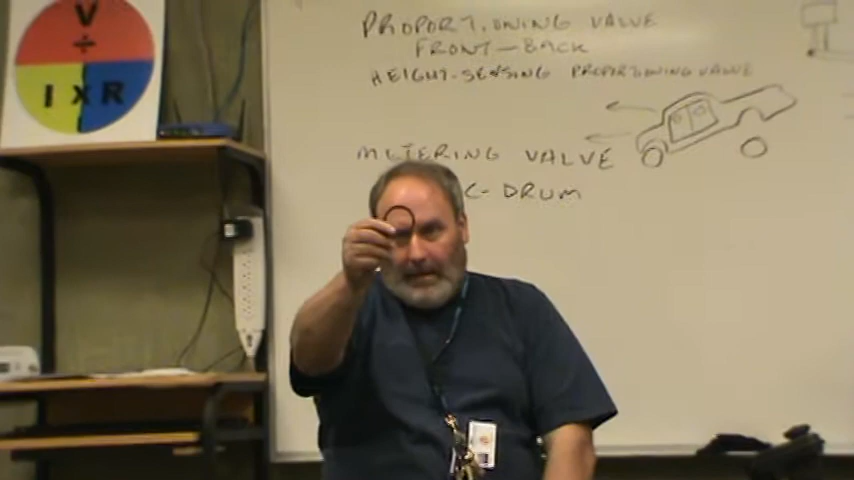 V
÷
I X R
PROPORTIONING VALVE
FRONT - BACK
HEIGHT-SENSING PROPORTIONING VALVE
METERING VALVE
C- DRUM